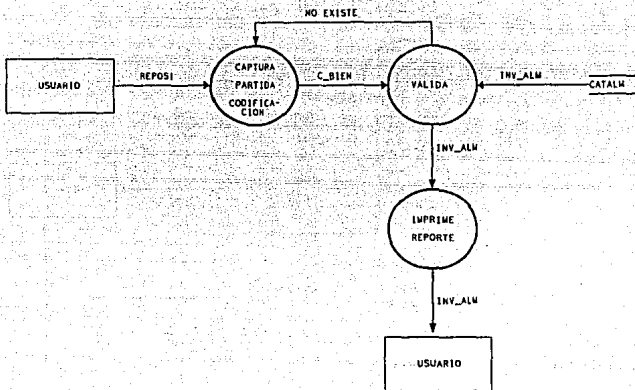 NO EXISTE
USUARIO
REPOSI
CAPTURA
PARTIDA
CODIFICA-
CION
C_BIEN
VALIDA
INV_ALM
CATALM
INV_ALM
IMPRIME
REPORTE
INV_ALM
USUARIO